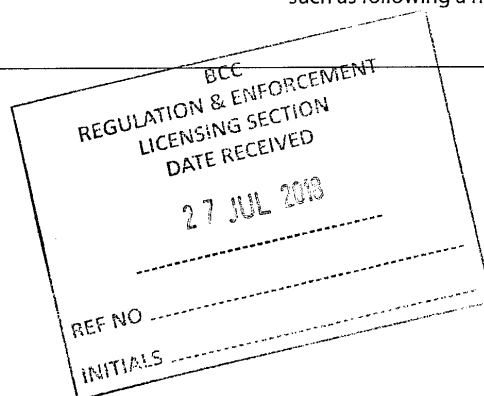 such as following a
BCC
REGULATION & ENFORCEMENT
LICENSING SECTION
DATE RECEIVED
27 JUL 2018
REF NO
INITIALS